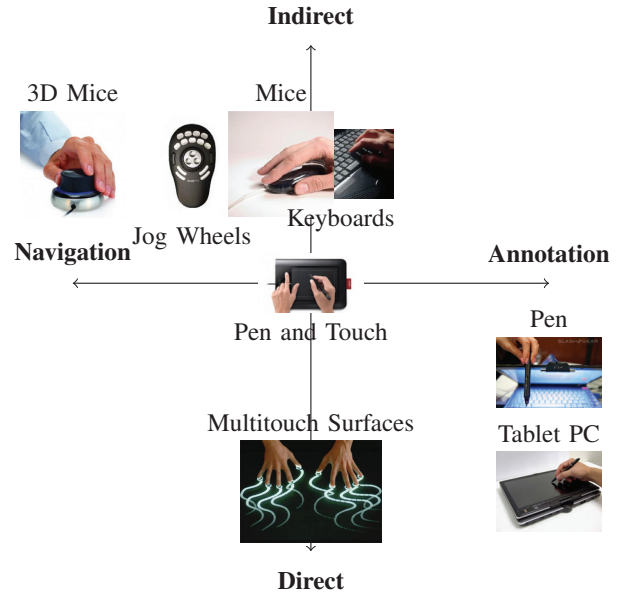 Indirect
3D Mice
Mice
Keyboards
Jog Wheels
Navigation
Annotation
Pen and Touch
Pen
Multitouch Surfaces
Tablet PC
Direct